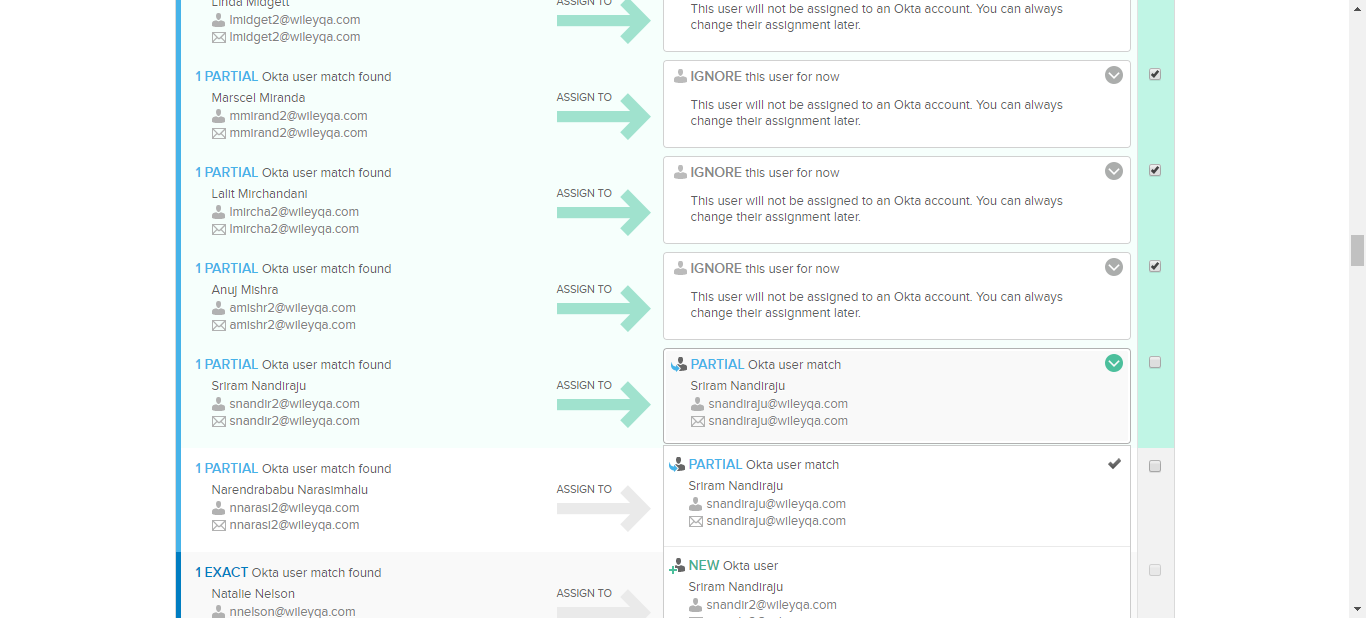 Linda Midgett
lmidget2@wileyqa.com
lmidget2@wileyqa.com
ASSIGN TO
This user will not be assigned to an Okta account. You can always
change their assignment later.
1 PARTIAL Okta user match found
Marscel Miranda
mmirand2@wileyqa.com
mmirand2@wileyqa.com
ASSIGN TO
IGNORE this user for now
This user will not be assigned to an Okta account. You can always
change their assignment later.
1 PARTIAL Okta user match found
Lalit Mirchandani
lmircha2@wileyqa.com
lmircha2@wileyqa.com
ASSIGN TO
IGNORE this user for now
This user will not be assigned to an Okta account. You can always
change their assignment later.
1 PARTIAL Okta user match found
Anuj Mishra
amishr2@wileyqa.com
amishr2@wileyqa.com
ASSIGN TO
IGNORE this user for now
This user will not be assigned to an Okta account. You can always
change their assignment later.
1 PARTIAL Okta user match found
Sriram Nandiraju
snandir2@wileyqa.com
snandir2@wileyqa.com
ASSIGN TO
PARTIAL Okta user match
Sriram Nandiraju
snandiraju@wileyqa.com
snandiraju@wileyqa.com
1 PARTIAL Okta user match found
Narendrababu Narasimhalu
nnarasi2@wileyqa.com
nnarasi2@wileyqa.com
ASSIGN TO
PARTIAL Okta user match
Sriram Nandiraju
snandiraju@wileyqa.com
snandiraju@wileyqa.com
1 EXACT Okta user match found
Natalie Nelson
nnelson@wileyqa.com
ASSIGN TO
NEW Okta user
Sriram Nandiraju
snandir2@wileyqa.com